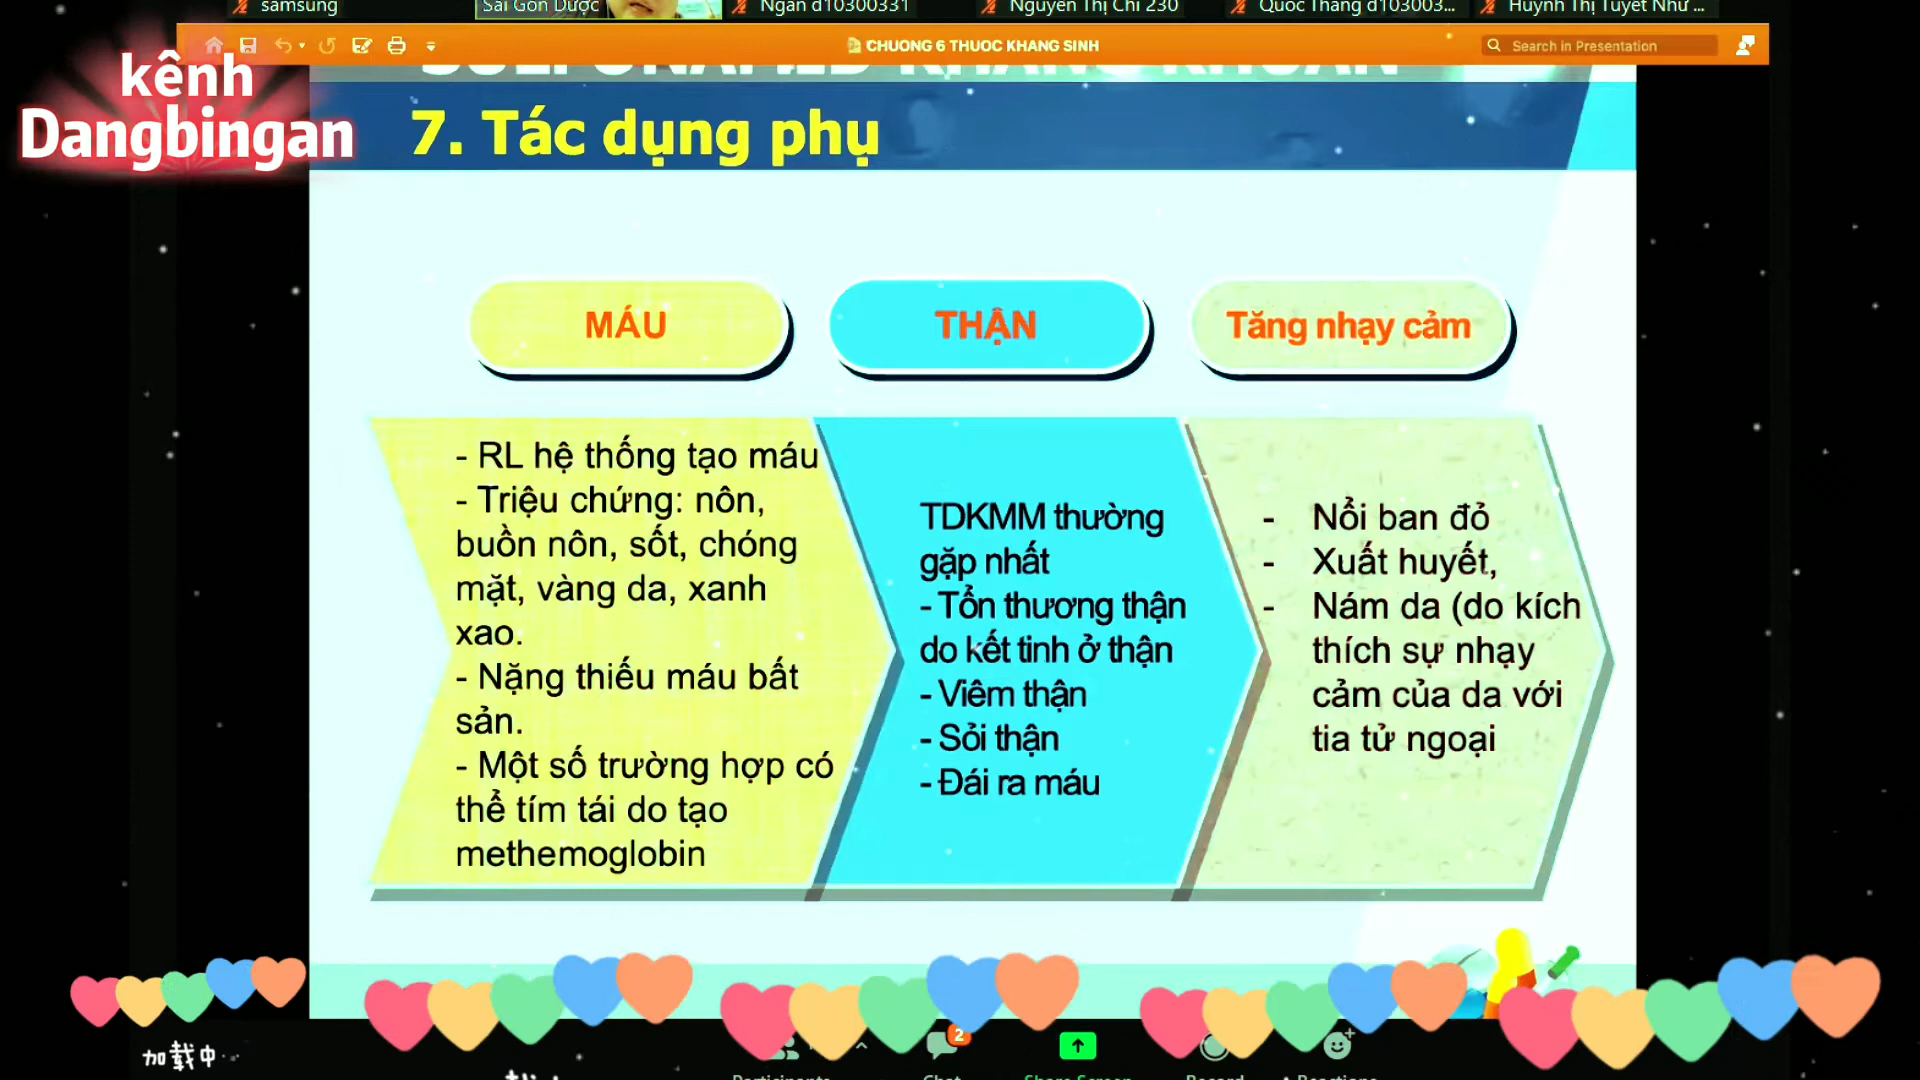 samsung
Sài Gòn Dược
Ngân d10300331
Nguyễn Thị Chi 230
Quốc Thắng d103003...
Huỳnh Thị Tuyết Như ...
CHUONG 6 THUOC KHANG SINH
Search in Presentation
kênh
Dangbingan
SULFONAMID KHÁNG KHUẨN
7. Tác dụng phụ
MÁU
THẬN
Tăng nhạy cảm
- RL hệ thống tạo máu
- Triệu chứng: nôn,
buồn nôn, sốt, chóng
mặt, vàng da, xanh
xao.
- Nặng thiếu máu bất
sản.
- Một số trường hợp có
thể tím tái do tạo
methemoglobin
TDKMM thường
gặp nhất
- Tổn thương thận
do kết tinh ở thận
- Viêm thận
- Sỏi thận
- Đái ra máu
- Nổi ban đỏ
- Xuất huyết,
- Nám da (do kích
thích sự nhạy
cảm của da với
tia tử ngoại
2
加载中
Participants
Chat
Share Screen
Record
Reactions